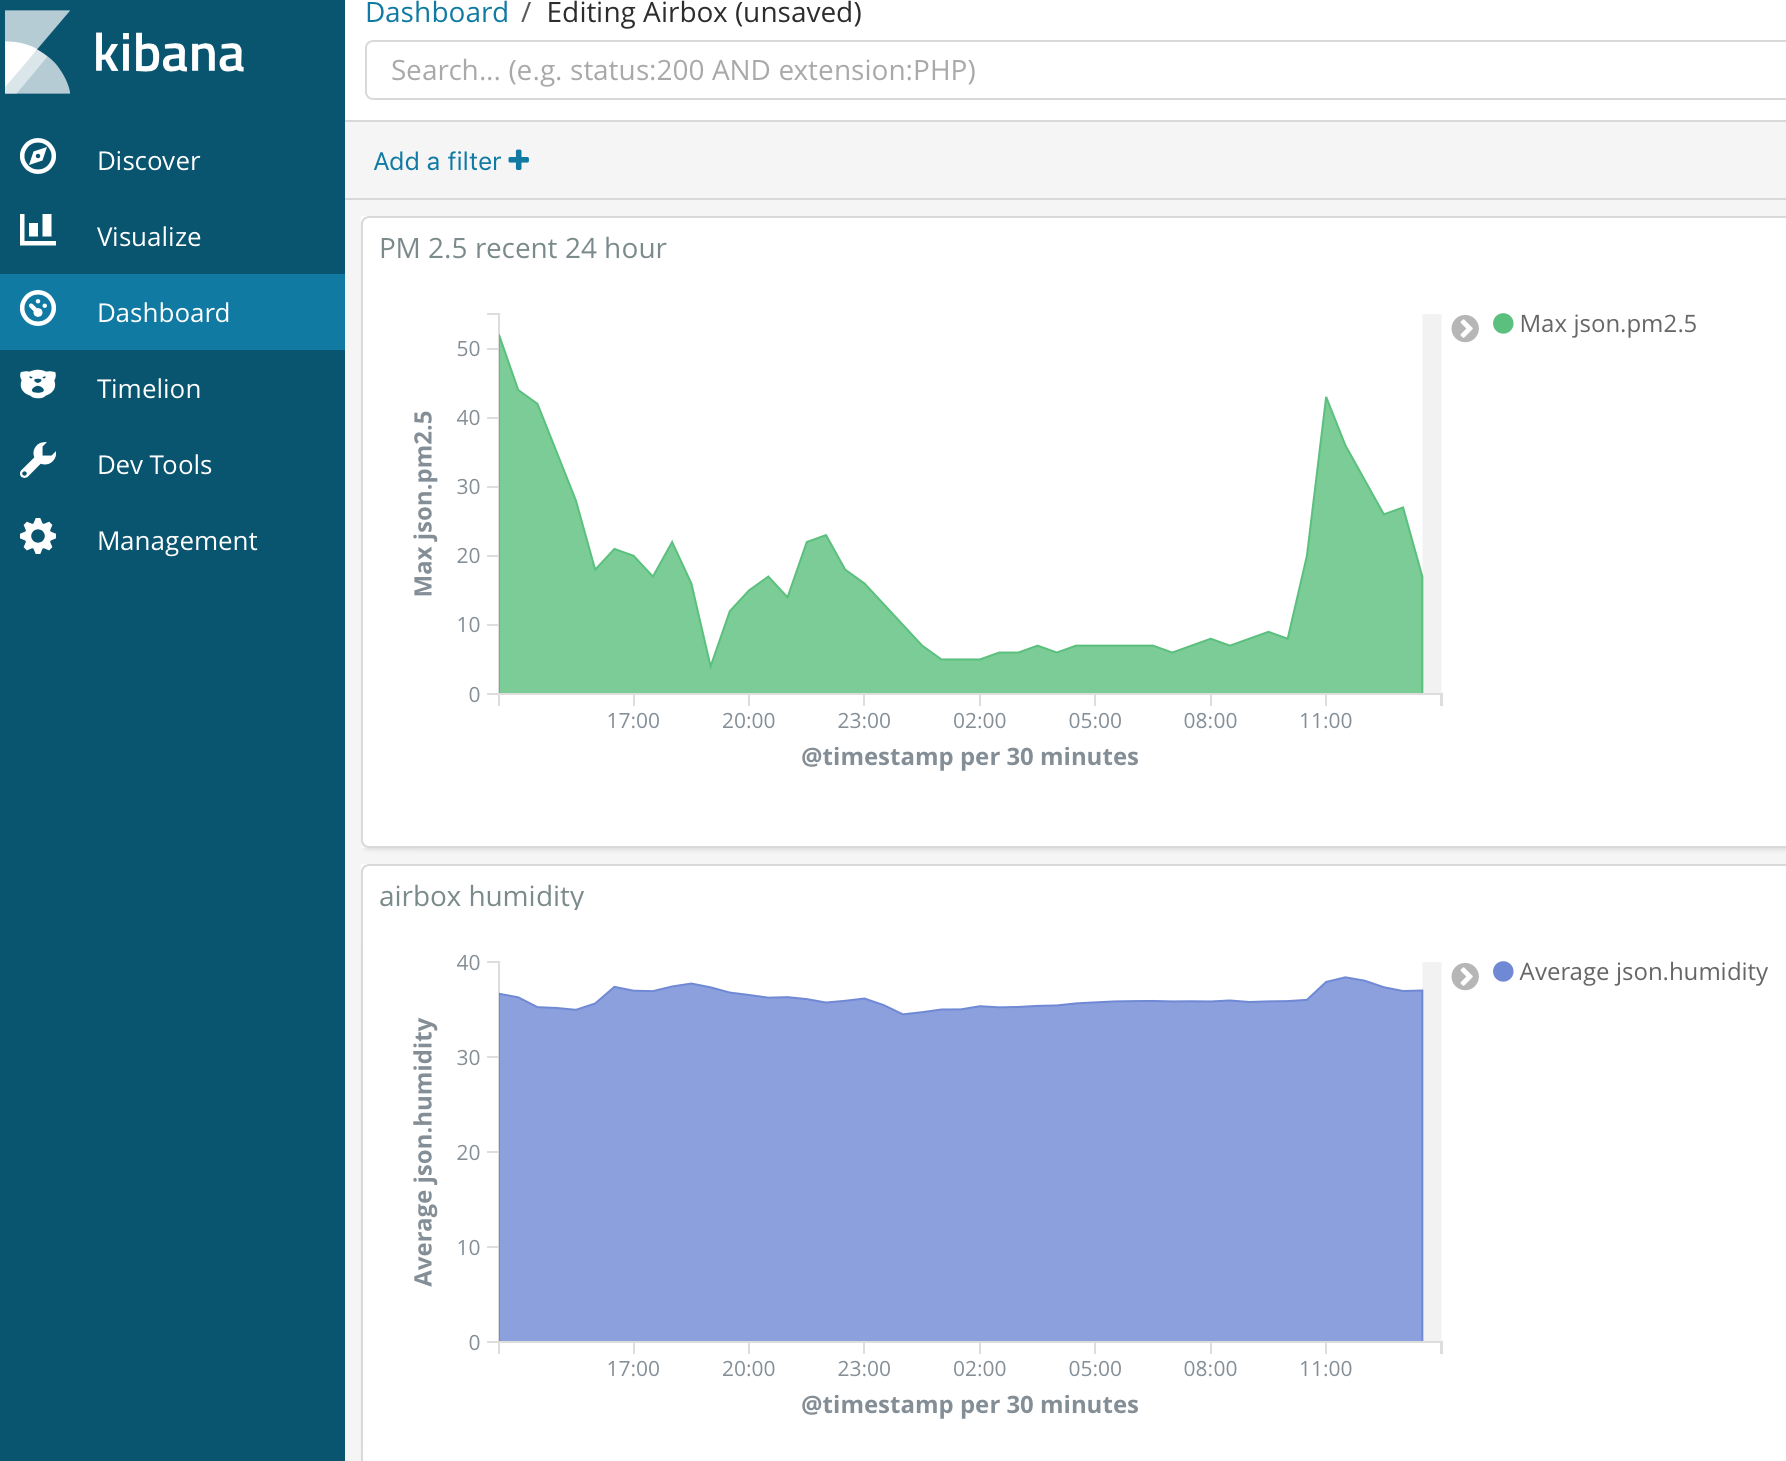 kibana
Discover
Visualize
Dashboard
Timelion
Dev Tools
Management
Dashboard / Editing Airbox (unsaved)
Search... (e.g. status:200 AND extension:PHP)
Add a filter +
PM 2.5 recent 24 hour
Max json.pm2.5
50
40
30
20
10
0
17:00 20:00 23:00 02:00 05:00 08:00 11:00
@timestamp per 30 minutes
Max json.pm2.5
airbox humidity
Average json.humidity
40
30
20
10
0
17:00 20:00 23:00 02:00 05:00 08:00 11:00
@timestamp per 30 minutes
Average json.humidity